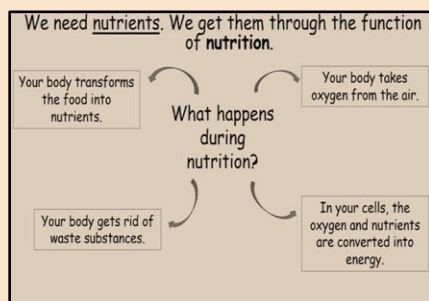 We need nutrients. We get them through the function
of nutrition.
Your body transforms
the food into
nutrients.
Your body takes
oxygen from the air.
What happens
during
nutrition?
Your body gets rid of
waste substances.
In your cells, the
oxygen and nutrients
are converted into
energy.